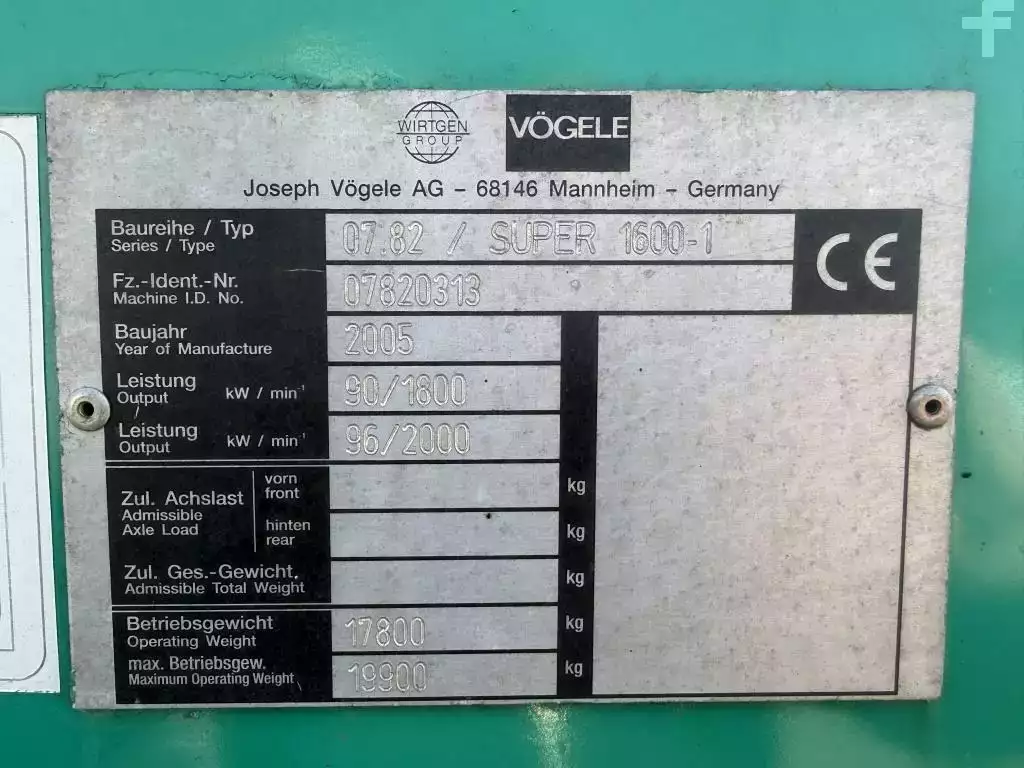 WIRTGEN
GROUP
VÖGELE
Joseph Vögele AG – 68146 Mannheim – Germany
Baureihe / Typ
Series / Type
07.82 / SUPER 1600-1
CE
Fz.-Ident.-Nr.
Machine I.D. No.
07820313
Baujahr
Year of Manufacture
2005
Leistung
Output
kW / min⁻¹
90/1800
Leistung
Output
kW / min⁻¹
96/2000
Zul. Achslast
Admissible
Axle Load
vorn
front
kg
hinten
rear
kg
Zul. Ges.-Gewicht.
Admissible Total Weight
kg
Betriebsgewicht
Operating Weight
17800
kg
max. Betriebsgew.
Maximum Operating Weight
19900
kg